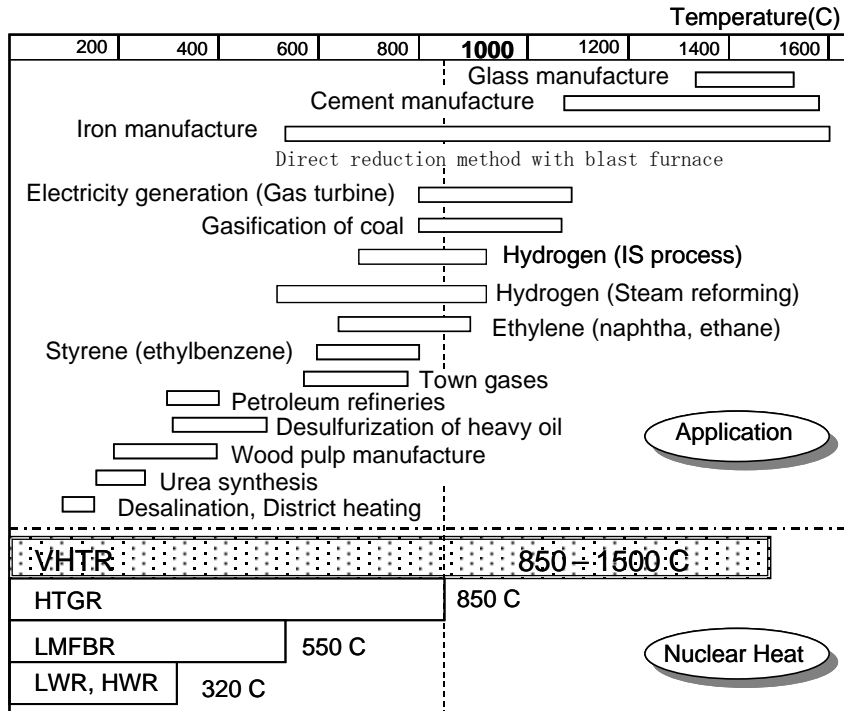 Temperature(C)
200 400 600 800 1000 1200 1400 1600
Glass manufacture
Cement manufacture
Iron manufacture
Direct reduction method with blast furnace
Electricity generation (Gas turbine)
Gasification of coal
Hydrogen (IS process)
Hydrogen (Steam reforming)
Ethylene (naphtha, ethane)
Styrene (ethylbenzene)
Town gases
Petroleum refineries
Desulfurization of heavy oil
Application
Wood pulp manufacture
Urea synthesis
Desalination, District heating
VHTR 850 – 1500 C
HTGR 850 C
LMFBR 550 C
Nuclear Heat
LWR, HWR 320 C